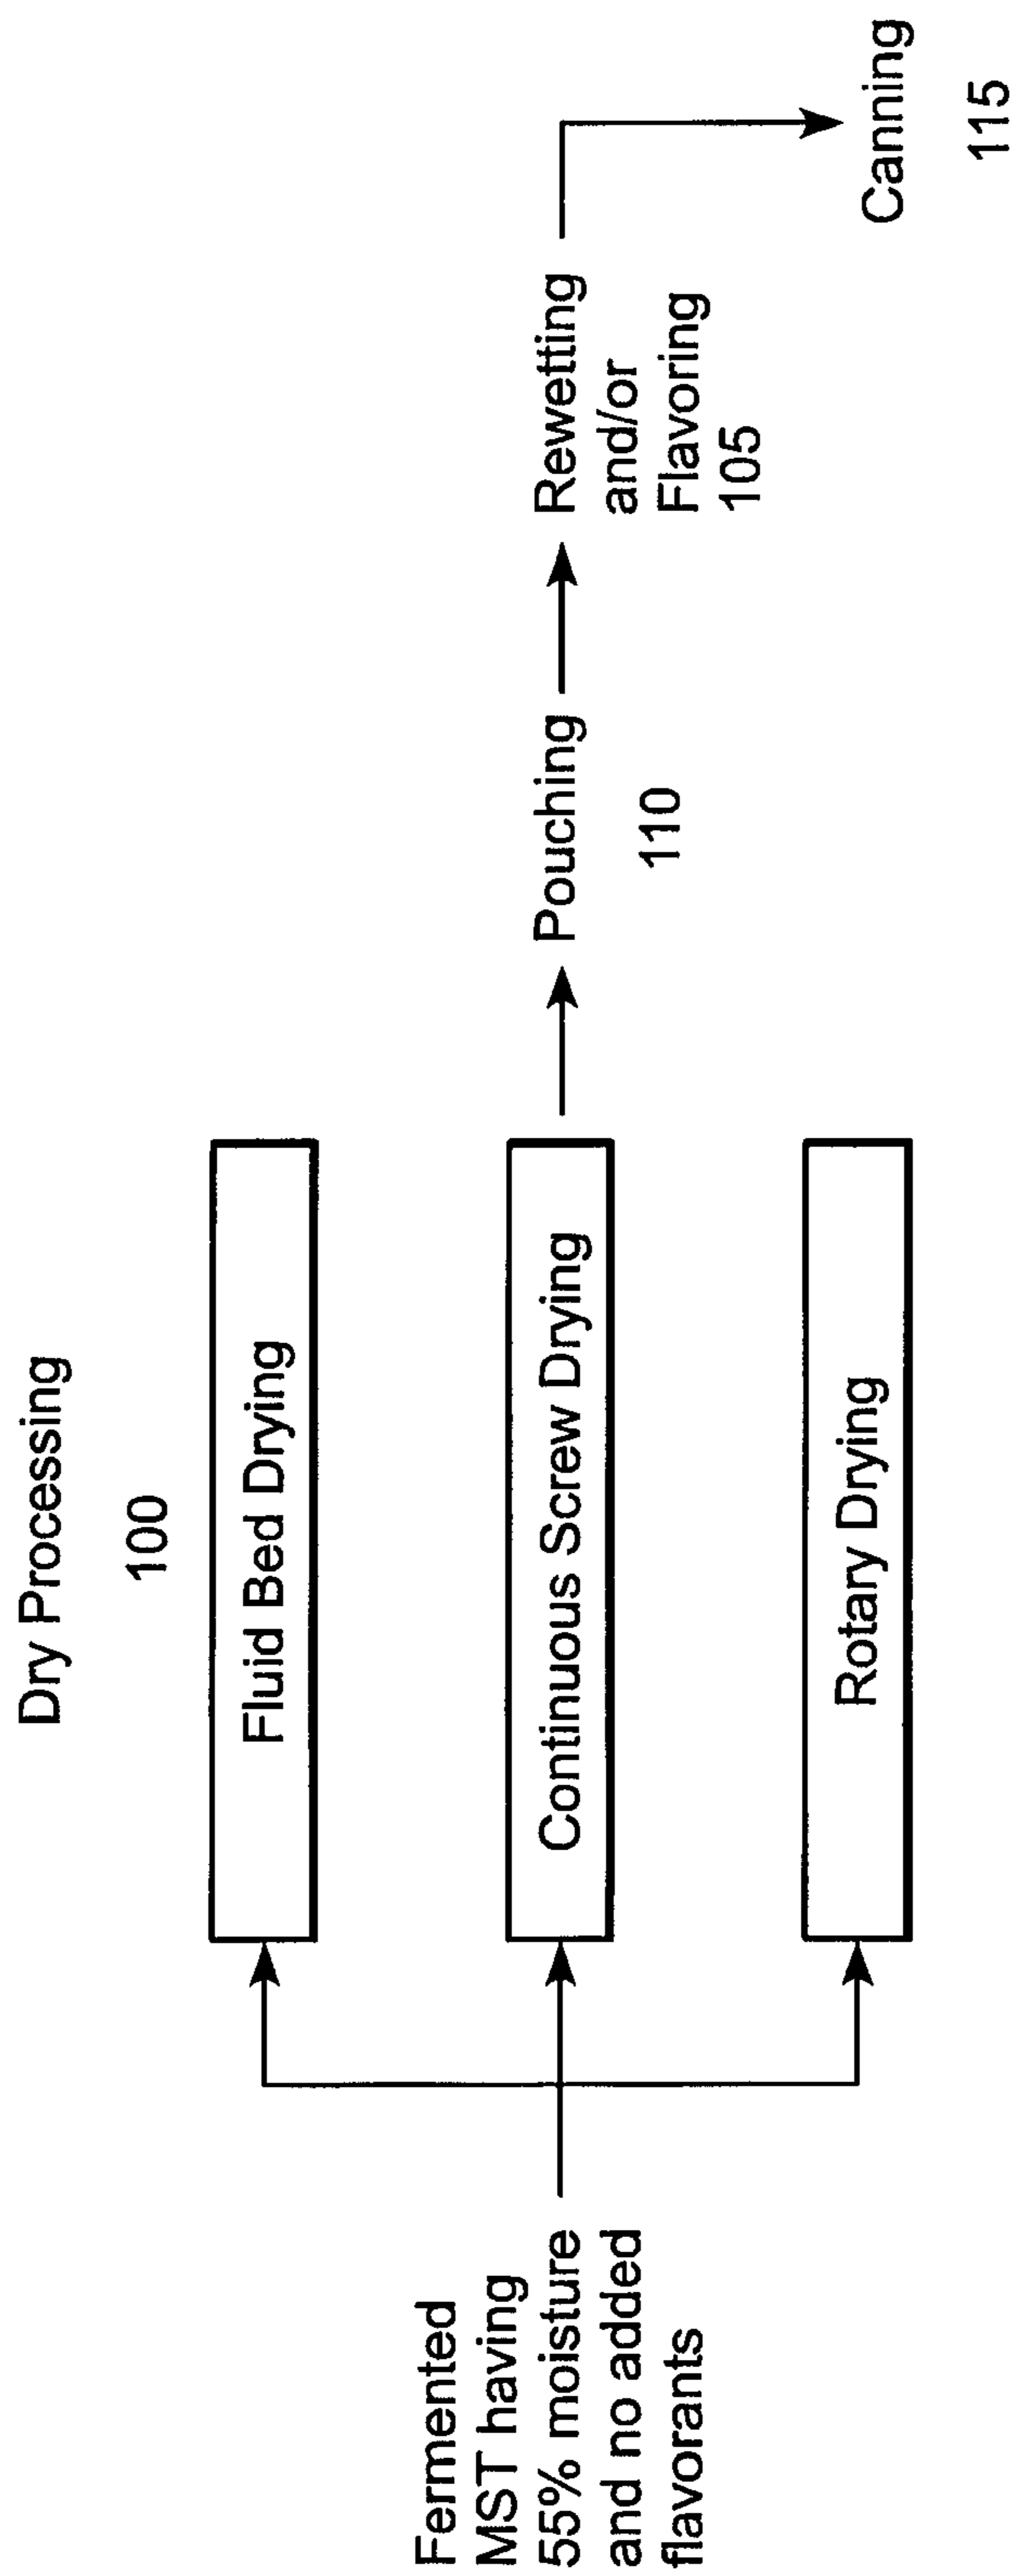 Dry Processing
100
Fermented
MST having
55% moisture
and no added
flavorants
Fluid Bed Drying
Continuous Screw Drying
Rotary Drying
Pouching
110
Rewetting
and/or
Flavoring
105
Canning
115